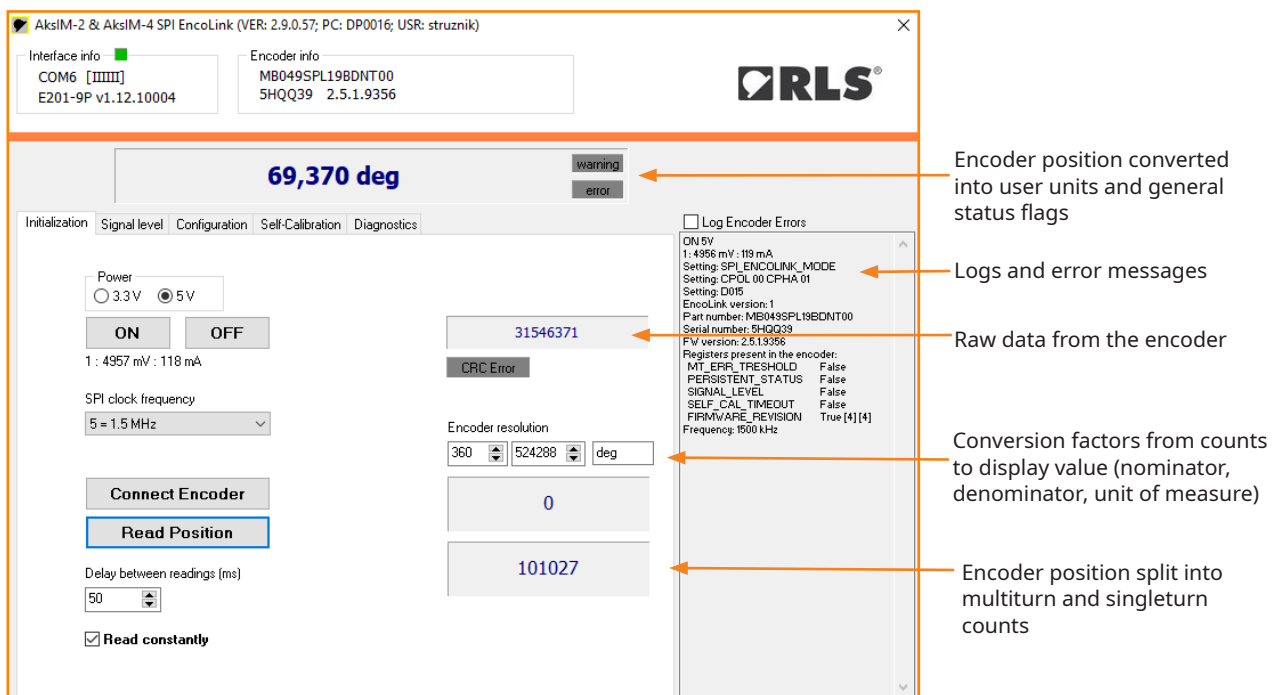 AksIM-2 & AksIM-4 SPI EncoLink (VER: 2.9.0.57; PC: DP0016; USR: struznik)
Interface info
COM6 [IIIIII]
E201-9P v1.12.10004
Encoder info
MB049SPL19BDNT00
5HQQ39 2.5.1.9356
RLS®
69,370 deg
warning
error
Encoder position converted
into user units and general
status flags
Initialization Signal level Configuration Self-Calibration Diagnostics
Power
3.3 V 5 V
ON OFF
1 : 4957 mV : 118 mA
SPI clock frequency
5 = 1.5 MHz
Connect Encoder
Read Position
Delay between readings (ms)
50
Read constantly
31546371
CRC Error
Encoder resolution
360 524288 deg
0
101027
Log Encoder Errors
ON 5V
1: 4956 mV : 119 mA
Setting: SPI_ENCOLINK_MODE
Setting: CPOL 00 CPHA 01
Setting: D015
EncoLink version: 1
Part number: MB049SPL19BDNT00
Serial number: 5HQQ39
FW version: 2.5.1.9356
Registers present in the encoder:
MT_ERR_TRESHOLD False
PERSISTENT_STATUS False
SIGNAL_LEVEL False
SELF_CAL_TIMEOUT False
FIRMWARE_REVISION True [4] [4]
Frequency: 1500 kHz
Logs and error messages
Raw data from the encoder
Conversion factors from counts
to display value (nominator,
denominator, unit of measure)
Encoder position split into
multiturn and singleturn
counts